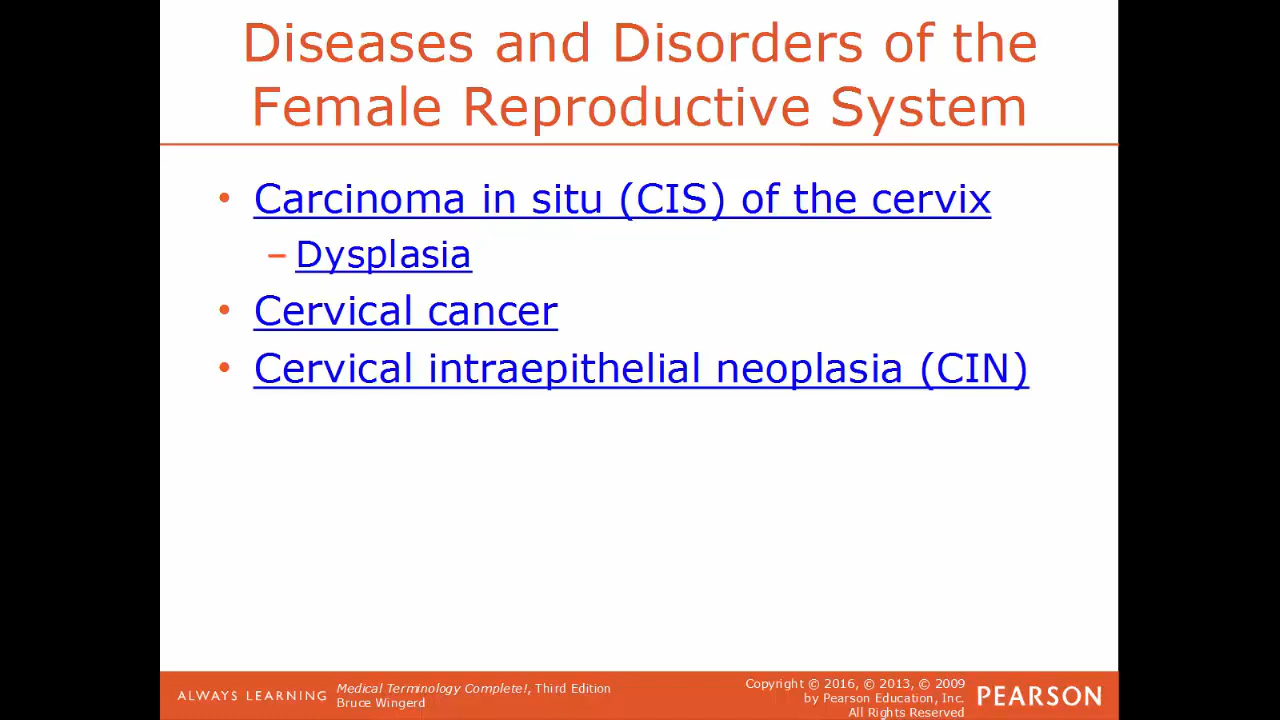 Diseases and Disorders of the
Female Reproductive System
• Carcinoma in situ (CIS) of the cervix
– Dysplasia
• Cervical cancer
• Cervical intraepithelial neoplasia (CIN)
ALWAYS LEARNING
Medical Terminology Complete!, Third Edition
Bruce Wingerd
Copyright © 2016, © 2013, © 2009
by Pearson Education, Inc.
All Rights Reserved
PEARSON